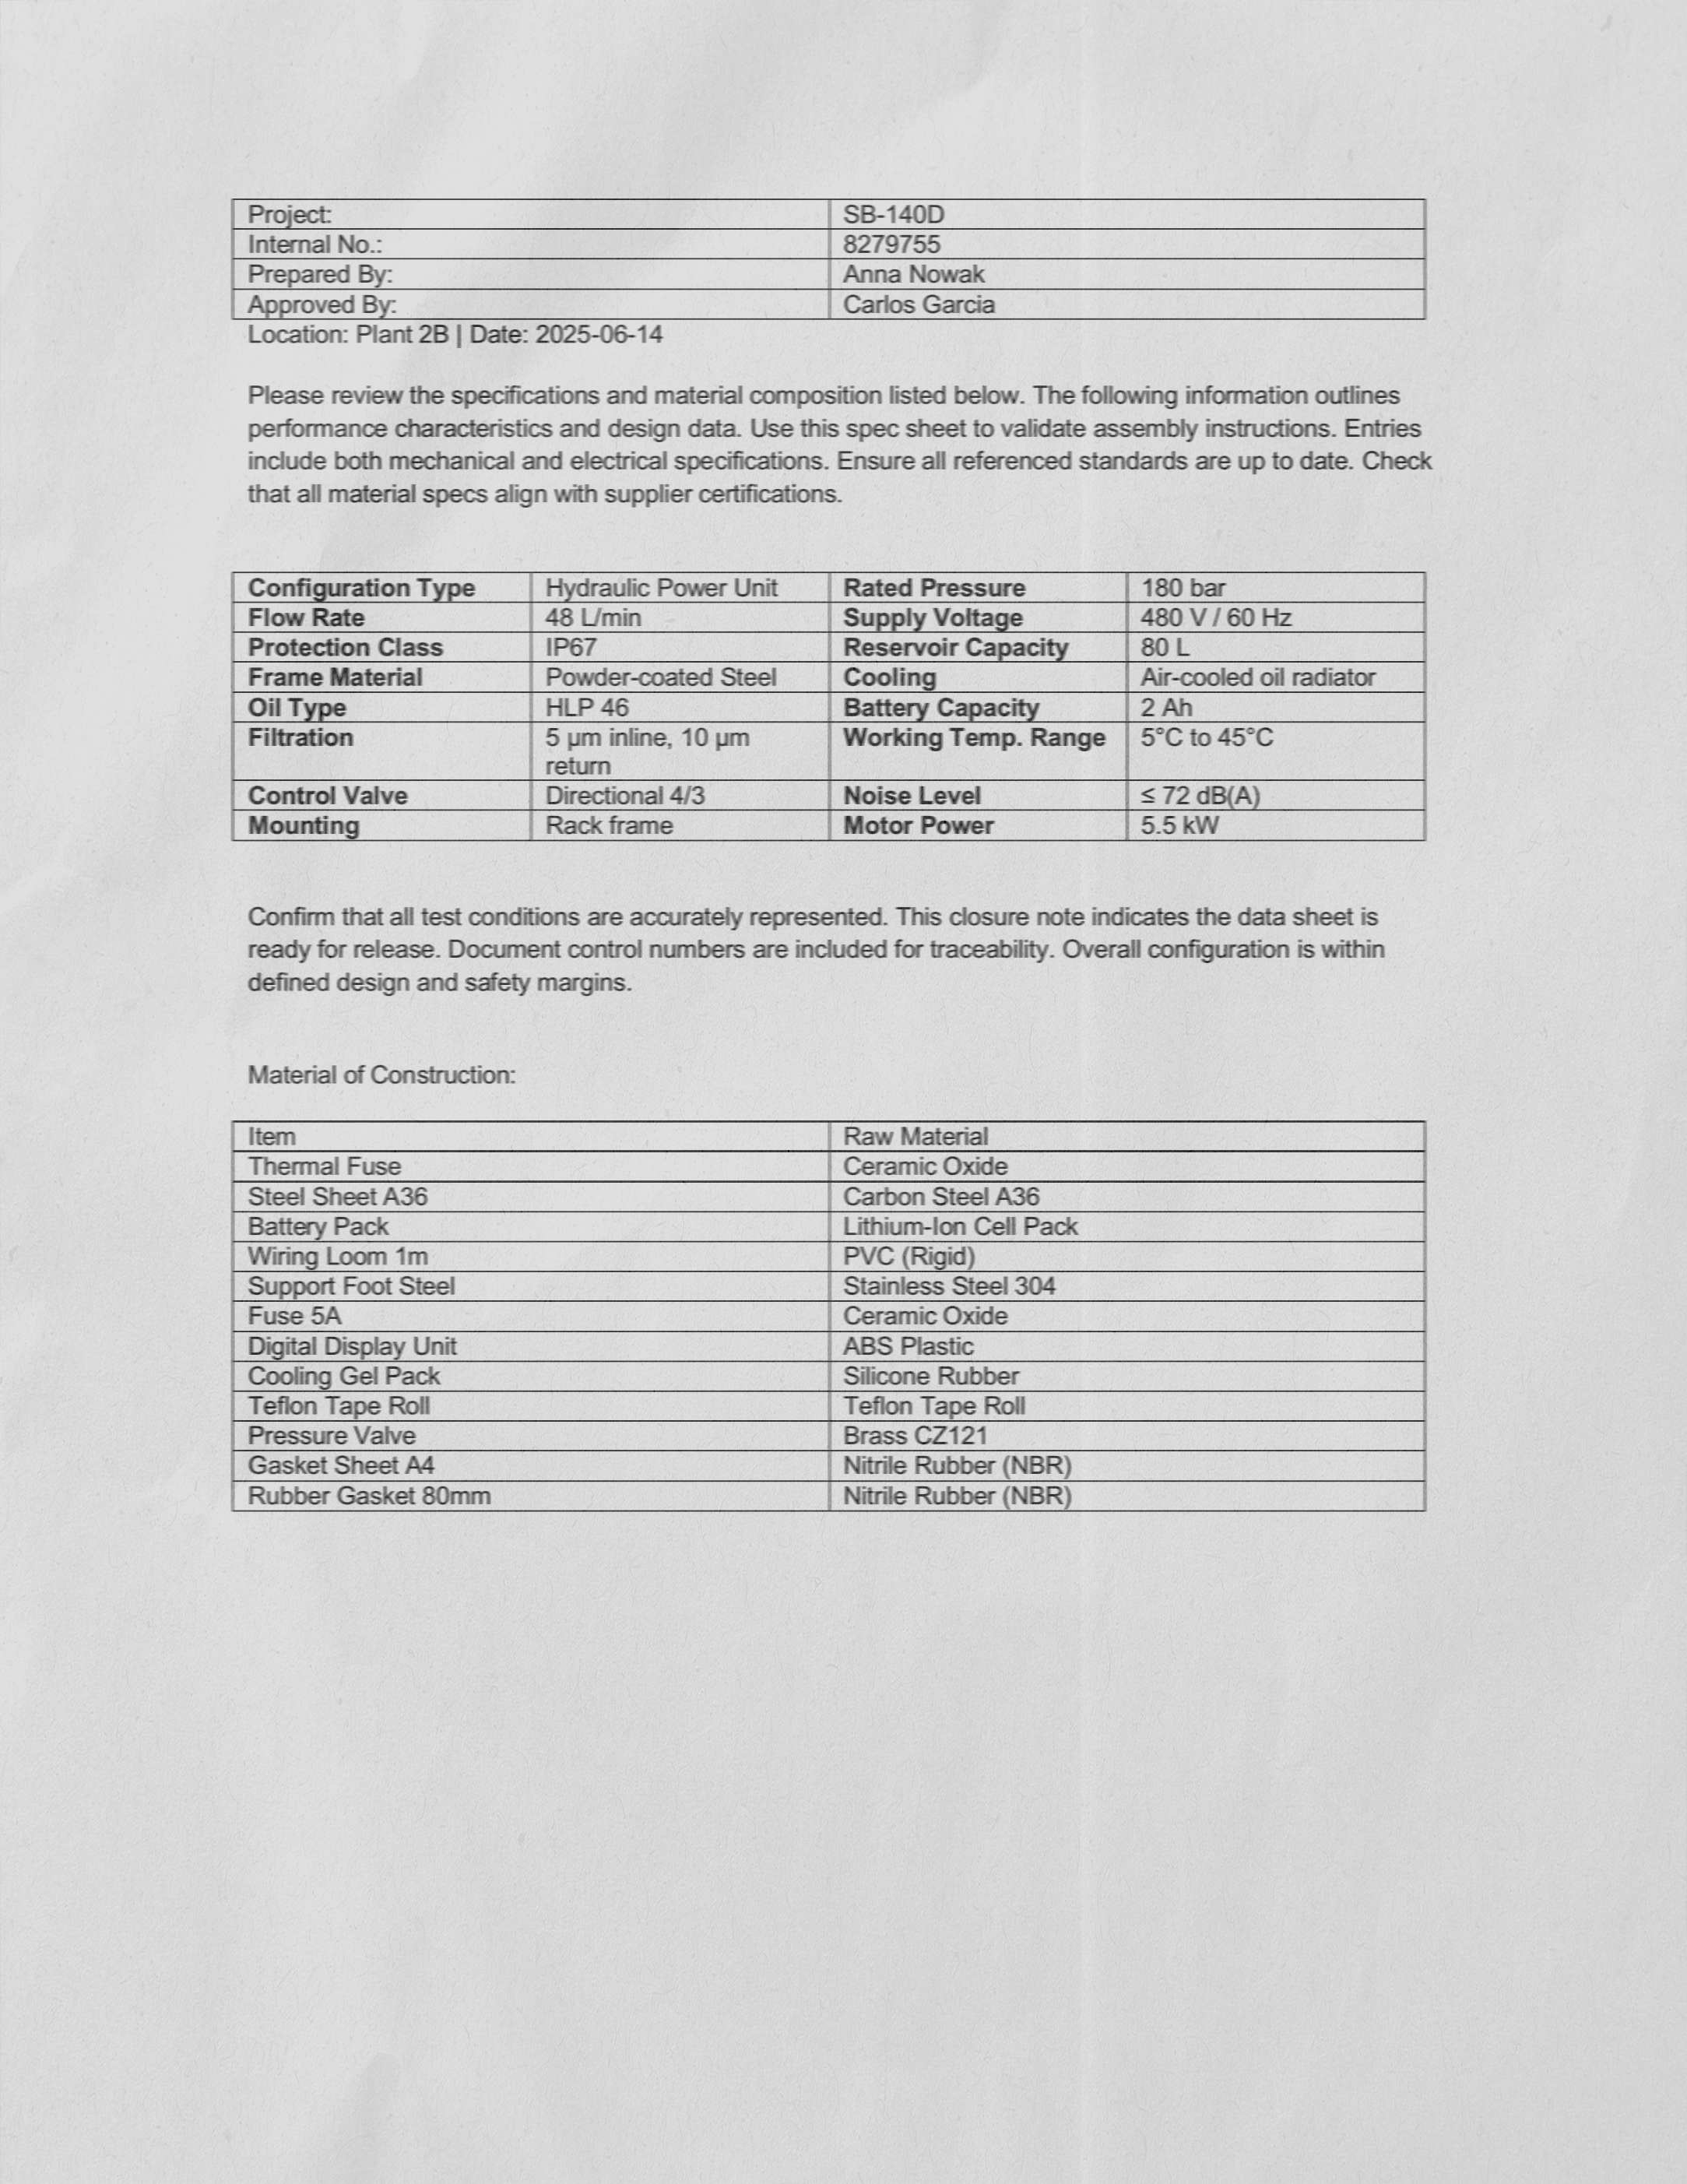 Project: SB-140D
Internal No.: 8279755
Prepared By: Anna Nowak
Approved By: Carlos Garcia
Location: Plant 2B | Date: 2025-06-14
Please review the specifications and material composition listed below. The following information outlines
performance characteristics and design data. Use this spec sheet to validate assembly instructions. Entries
include both mechanical and electrical specifications. Ensure all referenced standards are up to date. Check
that all material specs align with supplier certifications.
Configuration Type Hydraulic Power Unit Rated Pressure 180 bar
Flow Rate 48 L/min Supply Voltage 480 V / 60 Hz
Protection Class IP67 Reservoir Capacity 80 L
Frame Material Powder-coated Steel Cooling Air-cooled oil radiator
Oil Type HLP 46 Battery Capacity 2 Ah
Filtration 5 µm inline, 10 µm Working Temp. Range 5°C to 45°C
return
Control Valve Directional 4/3 Noise Level ≤ 72 dB(A)
Mounting Rack frame Motor Power 5.5 kW
Confirm that all test conditions are accurately represented. This closure note indicates the data sheet is
ready for release. Document control numbers are included for traceability. Overall configuration is within
defined design and safety margins.
Material of Construction:
Item Raw Material
Thermal Fuse Ceramic Oxide
Steel Sheet A36 Carbon Steel A36
Battery Pack Lithium-Ion Cell Pack
Wiring Loom 1m PVC (Rigid)
Support Foot Steel Stainless Steel 304
Fuse 5A Ceramic Oxide
Digital Display Unit ABS Plastic
Cooling Gel Pack Silicone Rubber
Teflon Tape Roll Teflon Tape Roll
Pressure Valve Brass CZ121
Gasket Sheet A4 Nitrile Rubber (NBR)
Rubber Gasket 80mm Nitrile Rubber (NBR)